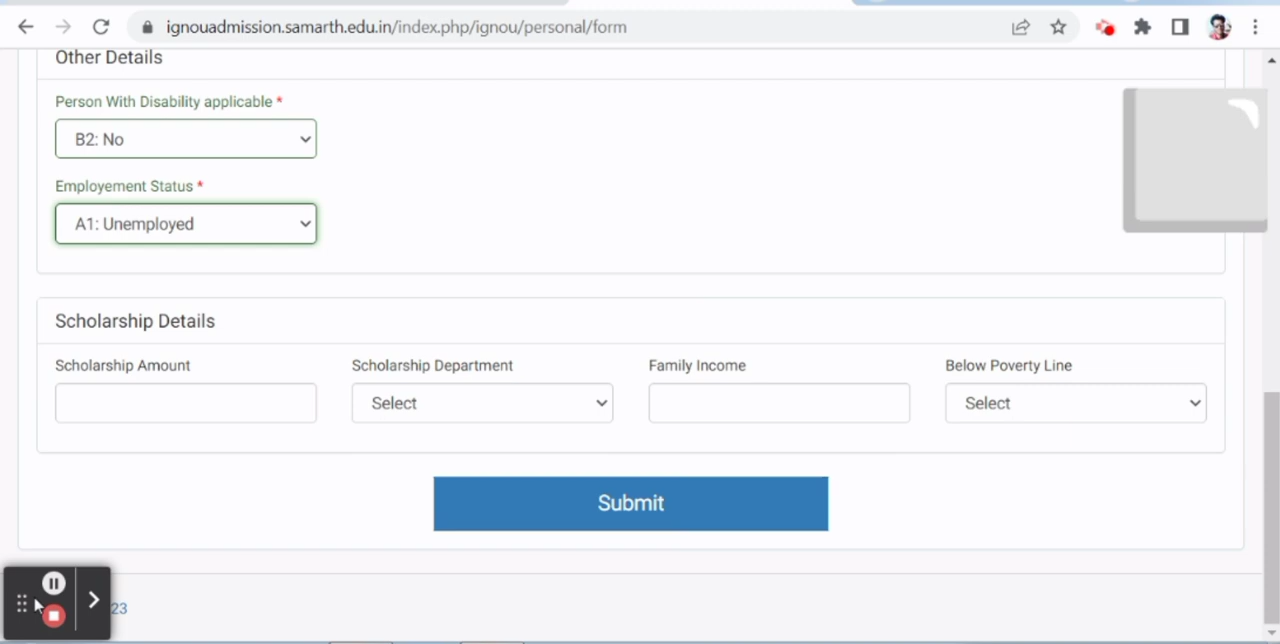 ignouadmission.samarth.edu.in/index.php/ignou/personal/form
Other Details
Person With Disability applicable *
B2: No
Employement Status *
A1: Unemployed
Scholarship Details
Scholarship Amount Scholarship Department Family Income Below Poverty Line
Select Select
Submit
23